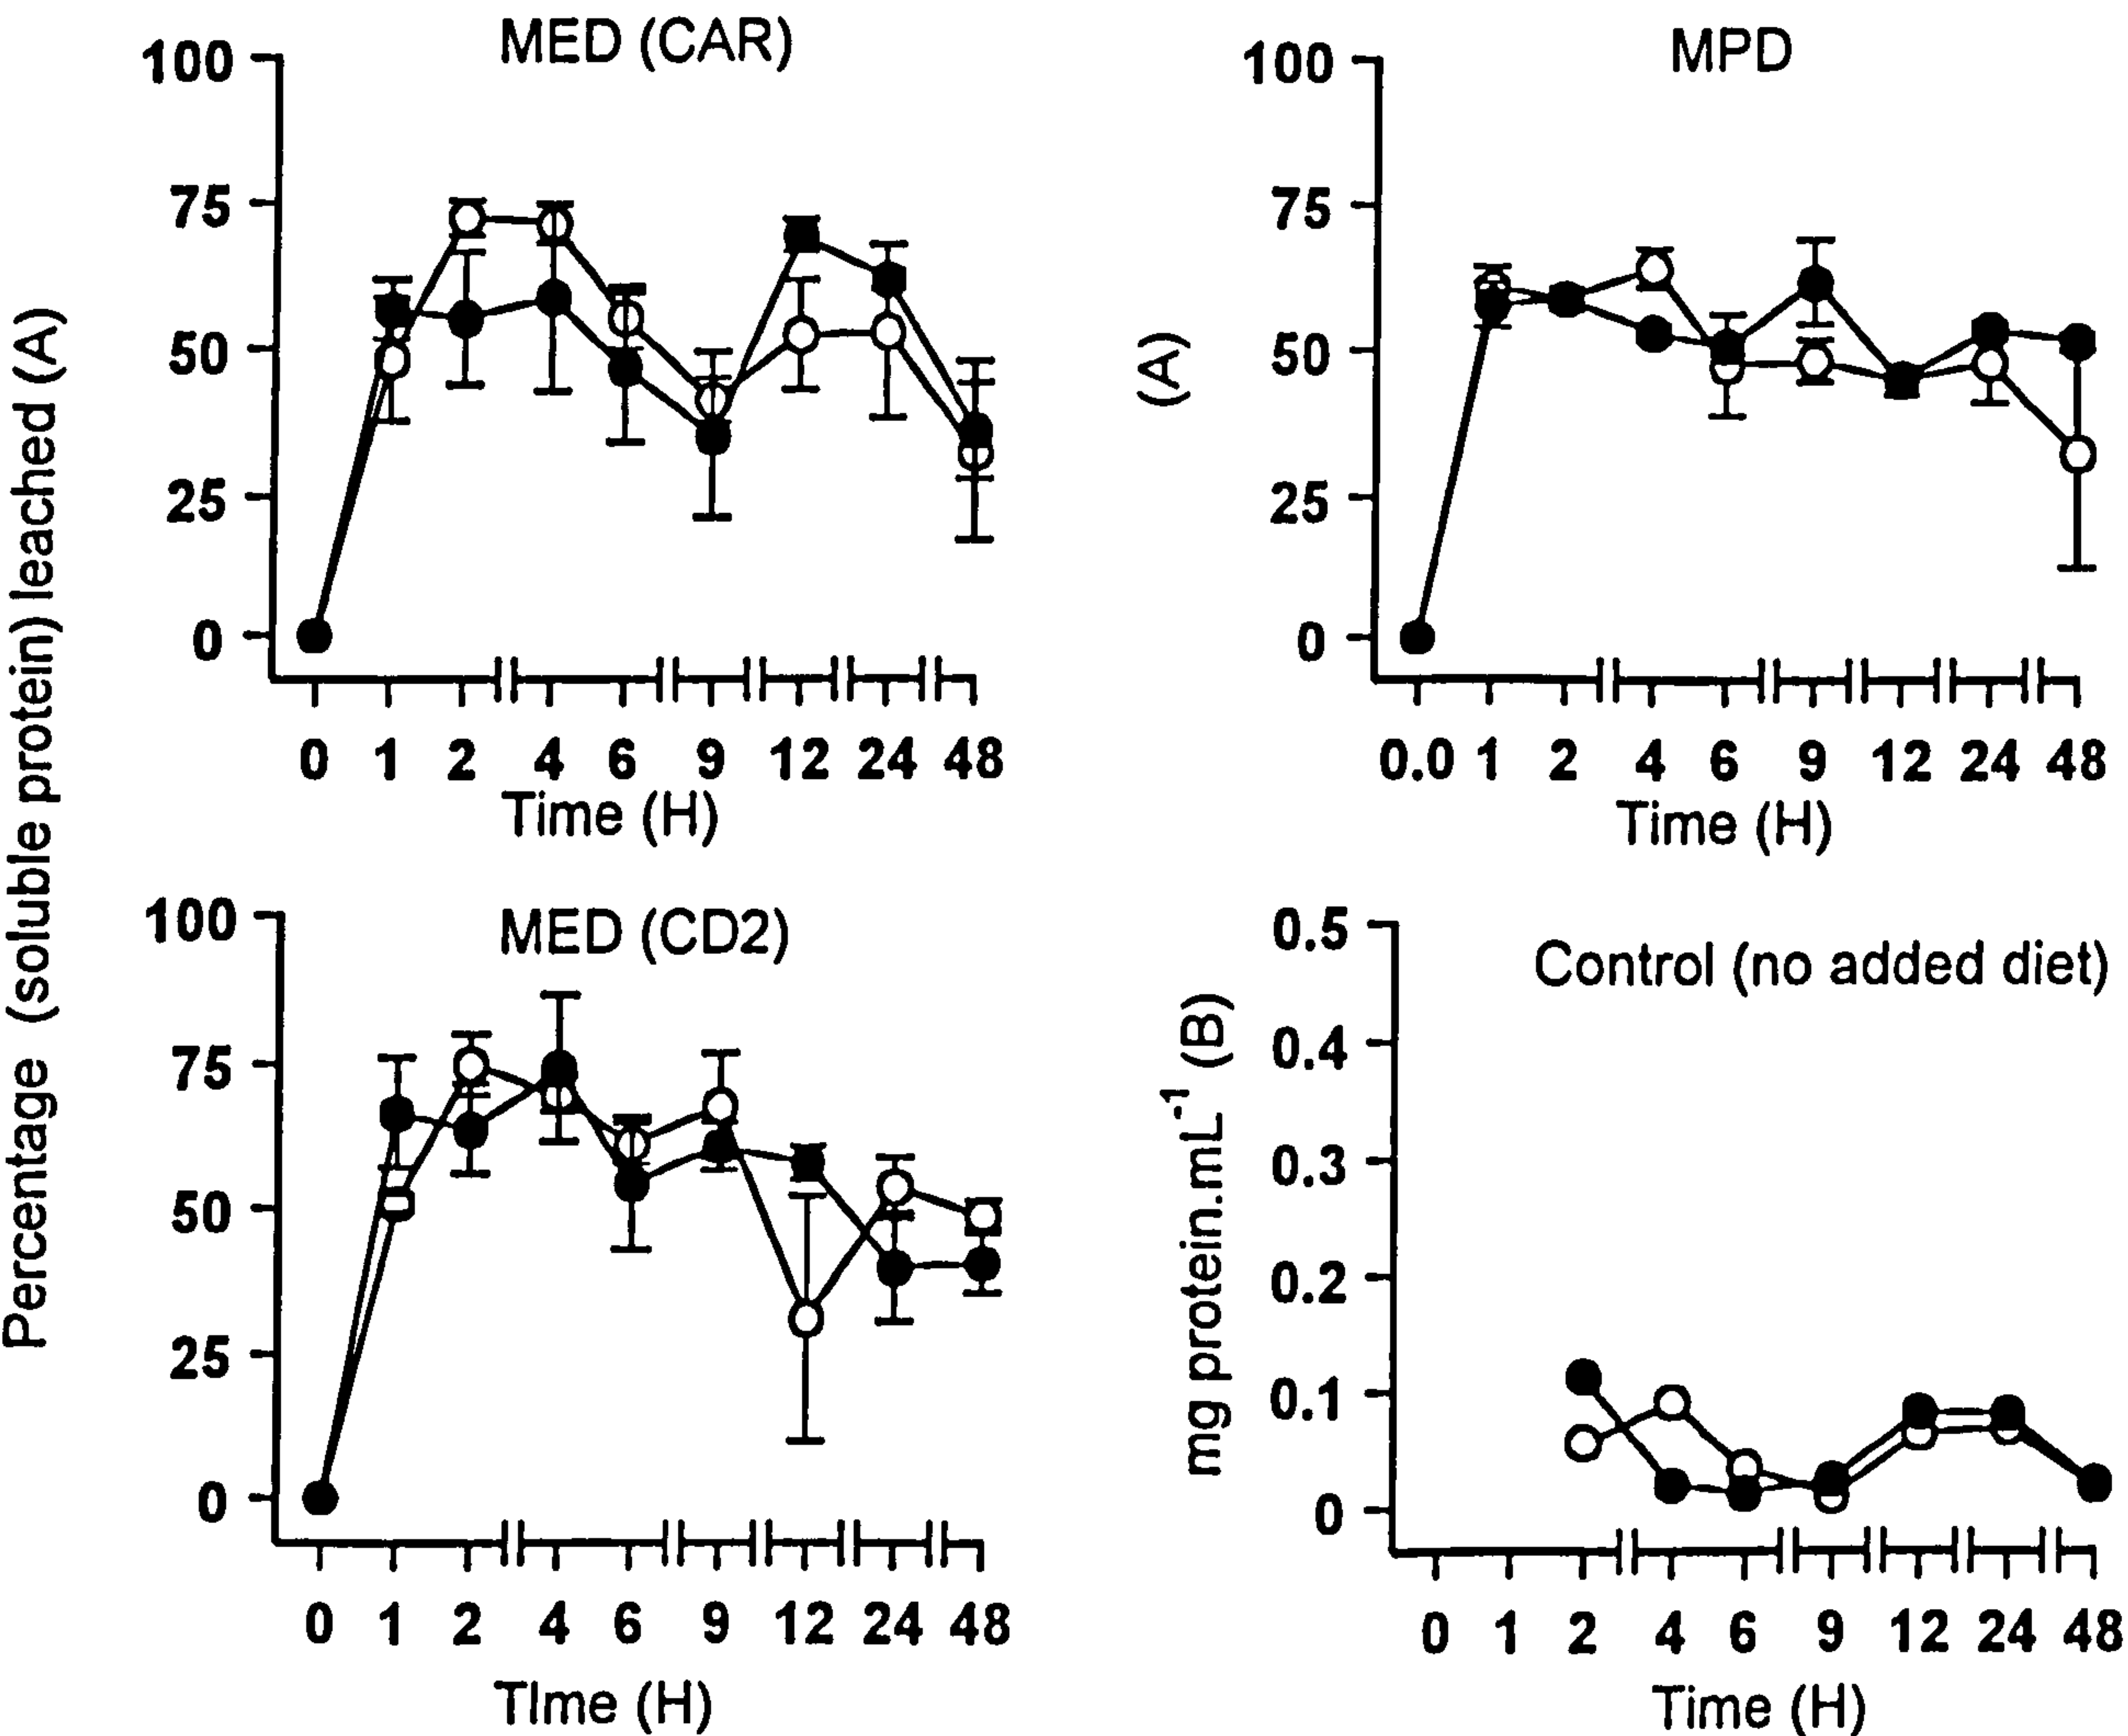 Percentage (soluble protein) leached (A)
MED (CAR)
100
75
50
25
0
0 1 2 4 6 9 12 24 48
Time (H)
MPD
(A)
100
75
50
25
0
0.0 1 2 4 6 9 12 24 48
Time (H)
MED (CD2)
100
75
50
25
0
0 1 2 4 6 9 12 24 48
TIme (H)
Control (no added diet)
mg protein.mL⁻¹ (B)
0.5
0.4
0.3
0.2
0.1
0
0 1 2 4 6 9 12 24 48
Time (H)